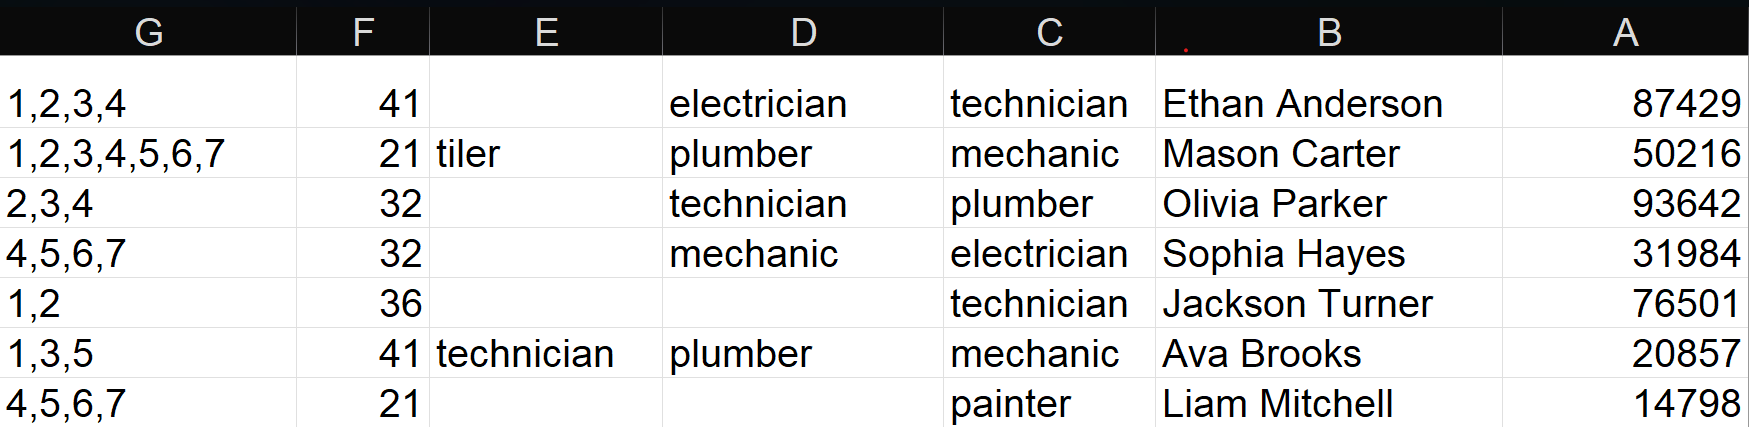 G F E D C B A
1,2,3,4 41 electrician technician Ethan Anderson 87429
1,2,3,4,5,6,7 21 tiler plumber mechanic Mason Carter 50216
2,3,4 32 technician plumber Olivia Parker 93642
4,5,6,7 32 mechanic electrician Sophia Hayes 31984
1,2 36 technician Jackson Turner 76501
1,3,5 41 technician plumber mechanic Ava Brooks 20857
4,5,6,7 21 painter Liam Mitchell 14798